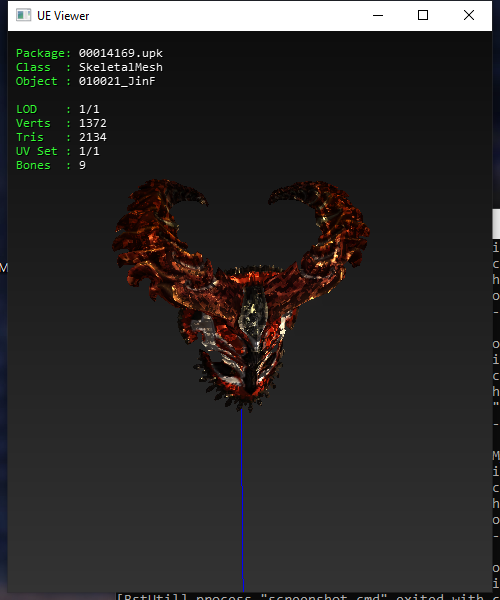 UE Viewer
Package: 00014169.upk
Class  : SkeletalMesh
Object : 010021_JinF
LOD    : 1/1
Verts  : 1372
Tris   : 2134
UV Set : 1/1
Bones  : 9
M
i
c
h
o
-
o
i
c
h
"
-
M
i
c
h
o
-
o
i
[BstUtil] process "screenshot.cmd" exited with c